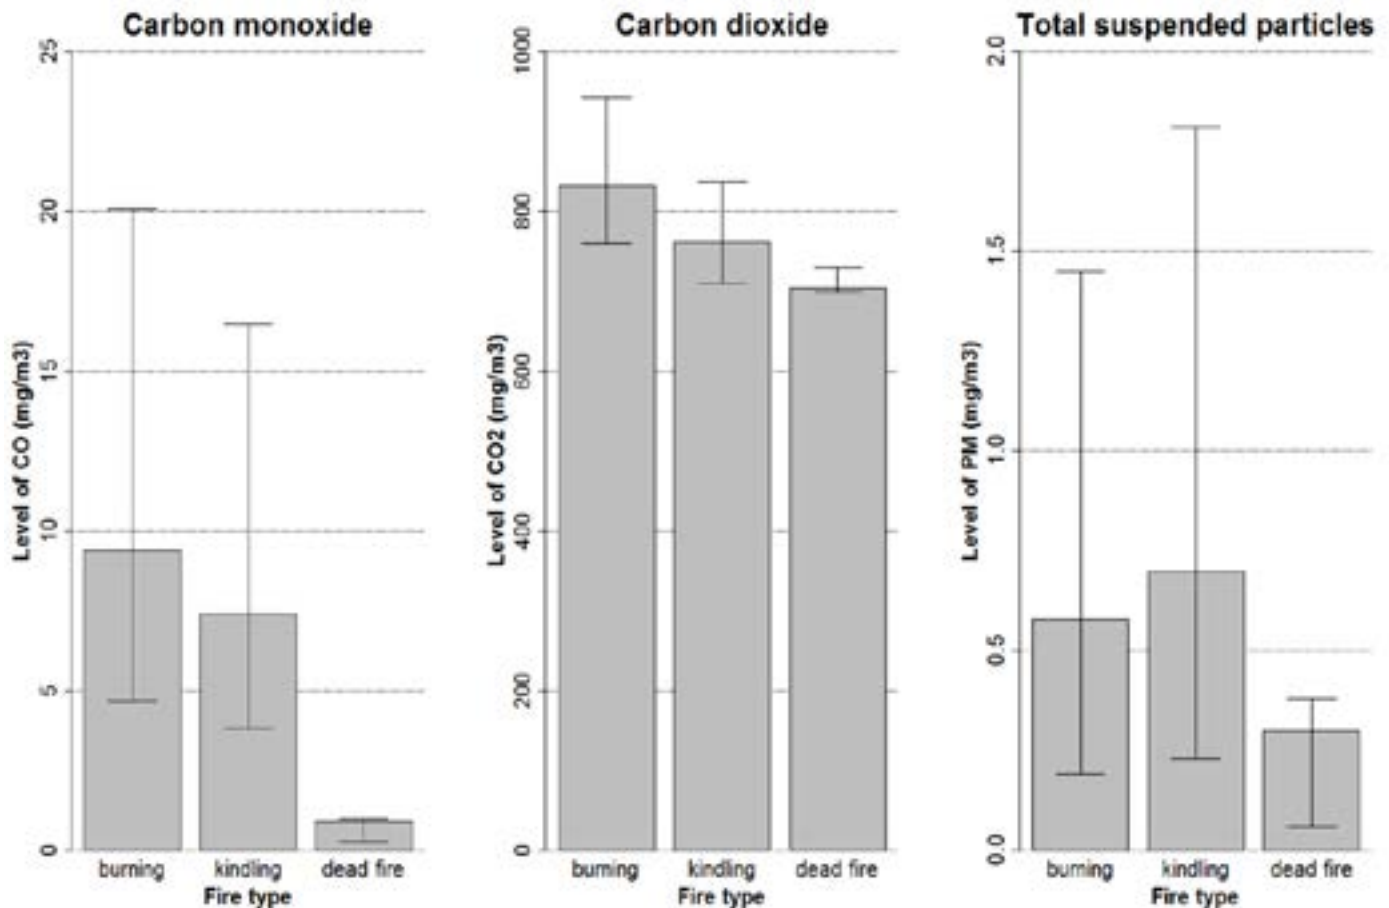 Carbon monoxide
Level of CO (mg/m3)
25
20
15
10
5
0
burning kindling dead fire
Fire type
Carbon dioxide
Level of CO2 (mg/m3)
1000
800
600
400
200
0
burning kindling dead fire
Fire type
Total suspended particles
Level of PM (mg/m3)
2.0
1.5
1.0
0.5
0.0
burning kindling dead fire
Fire type